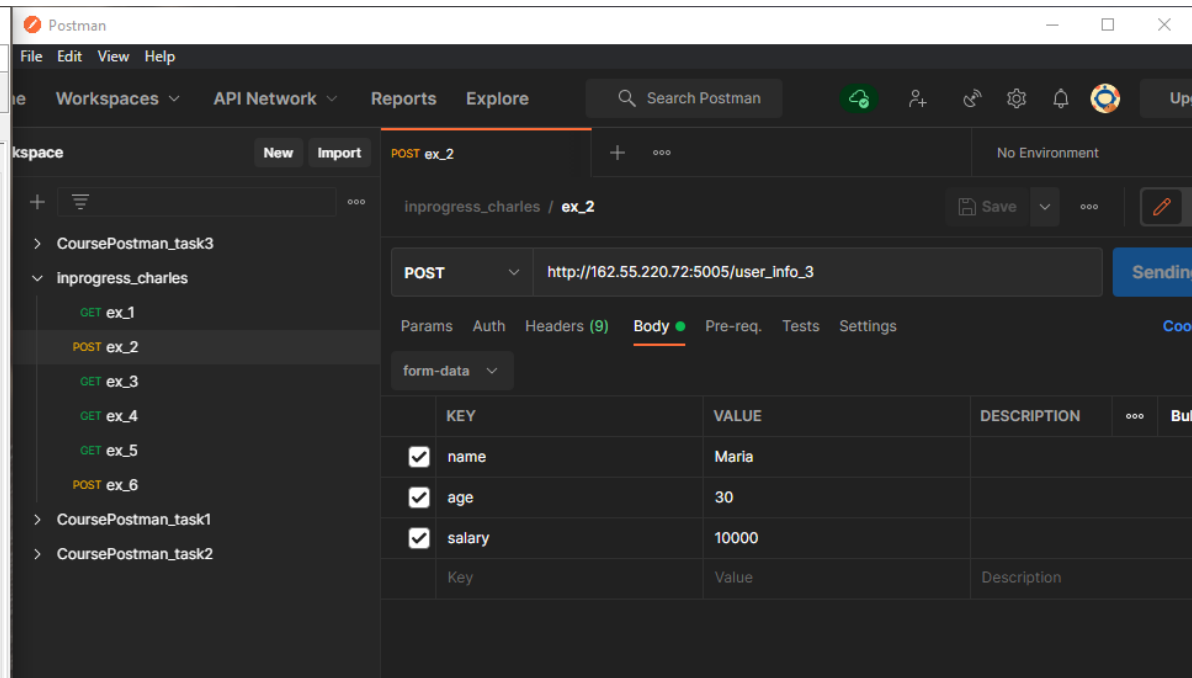 Postman
File Edit View Help
Workspaces API Network Reports Explore Search Postman
New Import POST ex_2 No Environment
inprogress_charles / ex_2 Save
CoursePostman_task3
inprogress_charles
GET ex_1
POST ex_2
GET ex_3
GET ex_4
GET ex_5
POST ex_6
CoursePostman_task1
CoursePostman_task2
POST http://162.55.220.72:5005/user_info_3 Sending
Params Auth Headers (9) Body Pre-req. Tests Settings
form-data
KEY VALUE DESCRIPTION
name Maria
age 30
salary 10000
Key Value Description